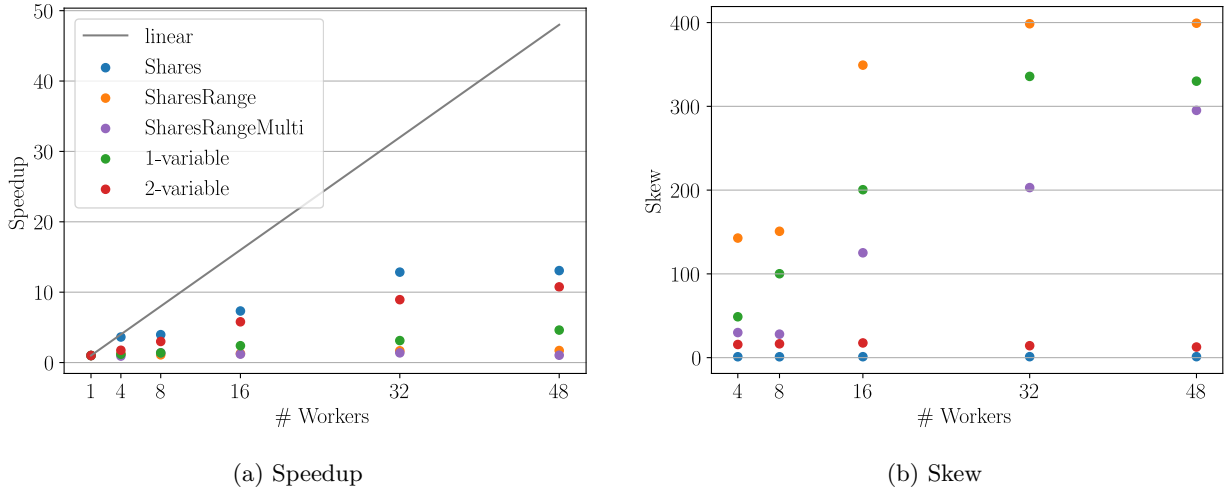 50
40
30
20
10
0
Speedup
linear
Shares
SharesRange
SharesRangeMulti
1-variable
2-variable
1 4 8 16 32 48
# Workers
(a) Speedup
400
300
200
100
0
Skew
4 8 16 32 48
# Workers
(b) Skew